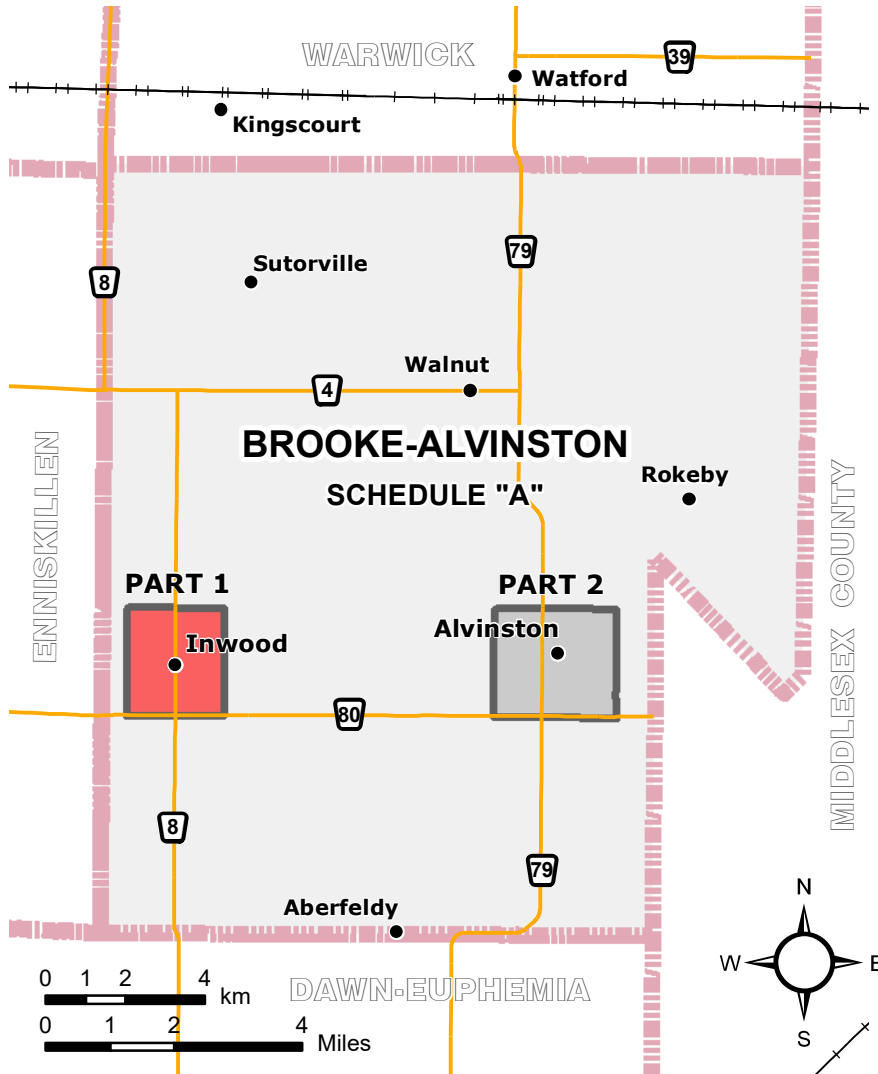 WARWICK
39
Watford
Kingscourt
79
Sutorville
8
Walnut
4
BROOKE-ALVINSTON
SCHEDULE "A"
Rokeby
ENNISKILLEN
MIDDLESEX COUNTY
PART 1
PART 2
Alvinston
Inwood
80
8
79
Aberfeldy
N
W
E
S
0 1 2 4
km
0 1 2 4
Miles
DAWN-EUPHEMIA